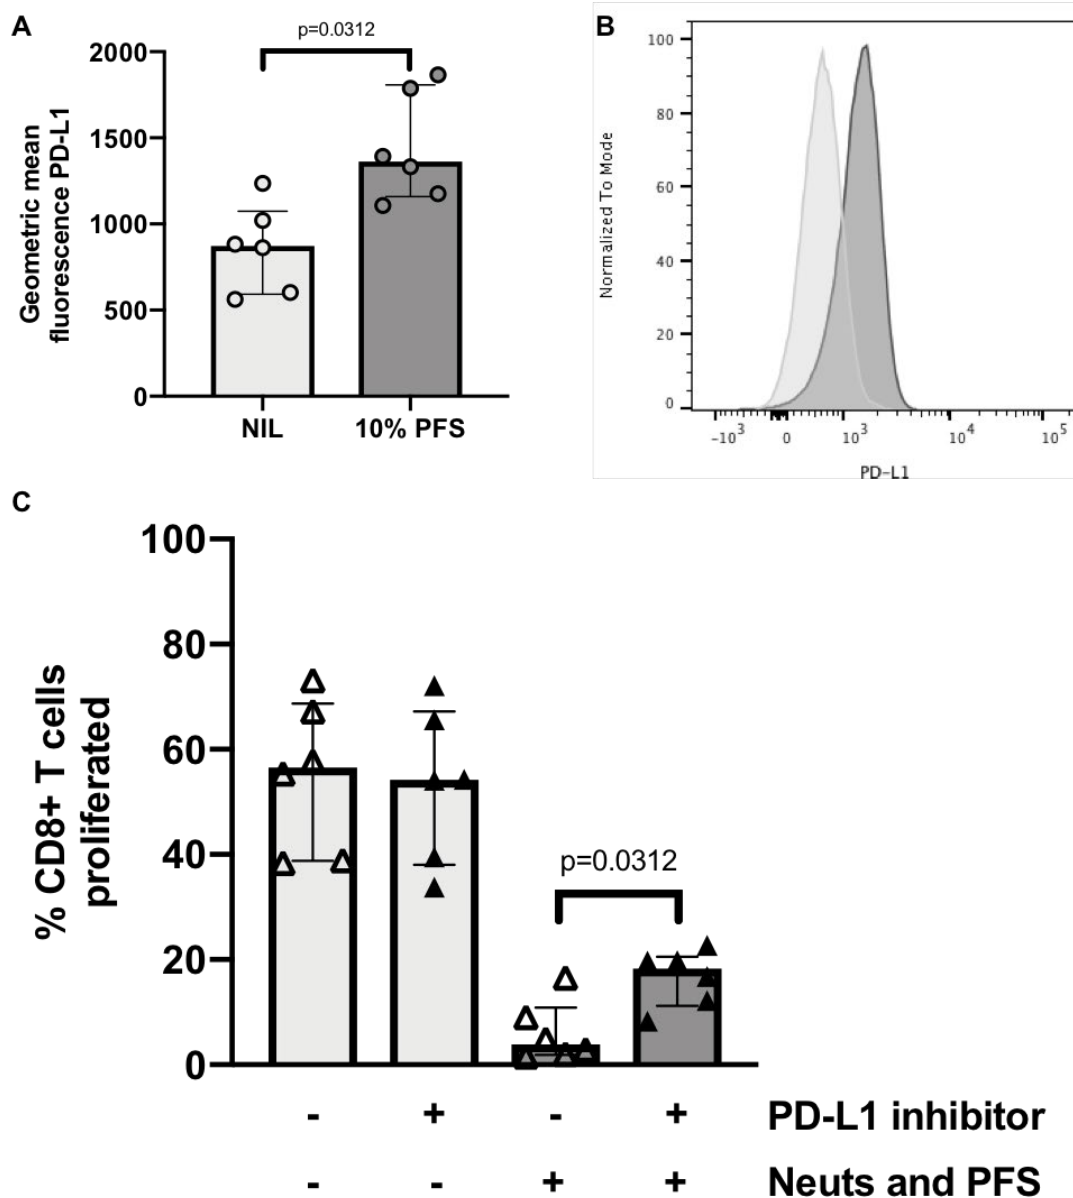 A
p=0.0312
2000
1500
1000
500
0
Geometric mean
fluorescence PD-L1
NIL
10% PFS
B
100
80
60
40
20
0
Normalized To Mode
-10³
0
10³
10⁴
10⁵
PD-L1
C
100
80
60
40
20
0
% CD8+ T cells
proliferated
p=0.0312
- + - + PD-L1 inhibitor
- - + + Neuts and PFS